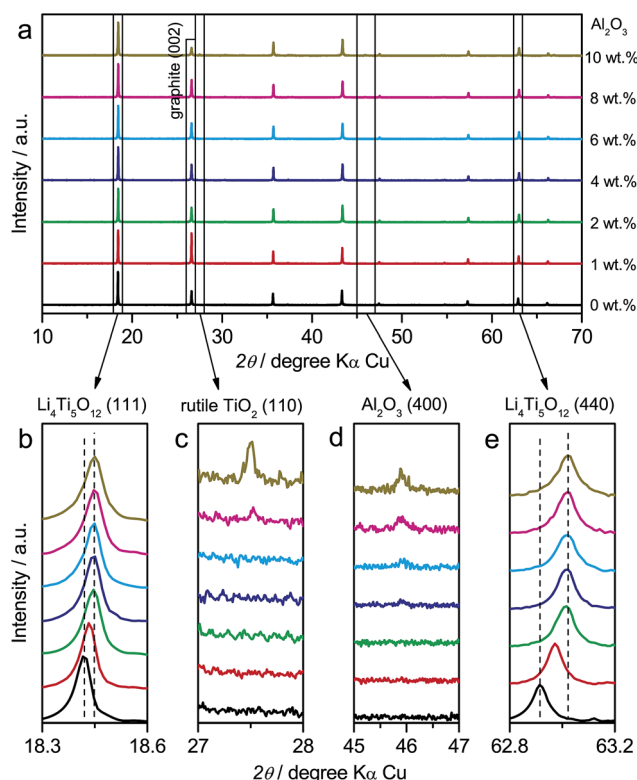 a
Al₂O₃
graphite (002)
10 wt.%
8 wt.%
6 wt.%
4 wt.%
2 wt.%
1 wt.%
0 wt.%
Intensity / a.u.
10 20 30 40 50 60 70
2θ / degree Kα Cu
Li₄Ti₅O₁₂ (111)
rutile TiO₂ (110)
Al₂O₃ (400)
Li₄Ti₅O₁₂ (440)
b
c
d
e
Intensity / a.u.
18.3 18.6
27 28
45 46 47
62.8 63.2
2θ / degree Kα Cu